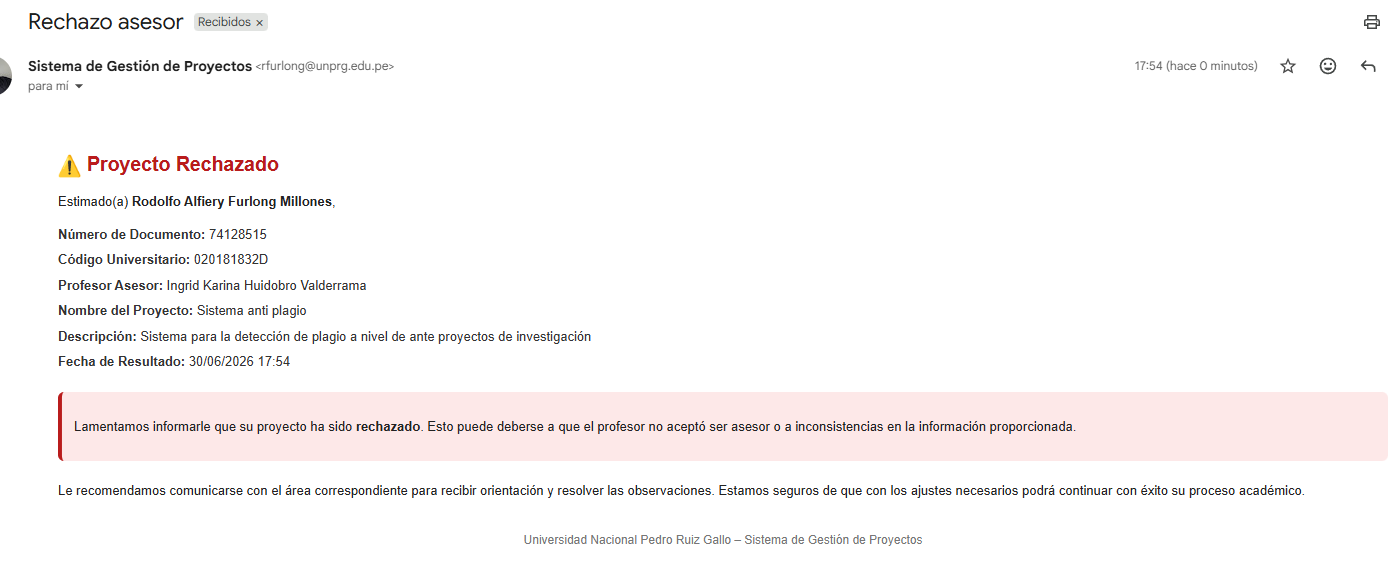 Rechazo asesor Recibidos ×
Sistema de Gestión de Proyectos <rfurlong@unprg.edu.pe> 17:54 (hace 0 minutos)
para mí
⚠️ Proyecto Rechazado
Estimado(a) Rodolfo Alfiery Furlong Millones,
Número de Documento: 74128515
Código Universitario: 020181832D
Profesor Asesor: Ingrid Karina Huidobro Valderrama
Nombre del Proyecto: Sistema anti plagio
Descripción: Sistema para la detección de plagio a nivel de ante proyectos de investigación
Fecha de Resultado: 30/06/2026 17:54
Lamentamos informarle que su proyecto ha sido rechazado. Esto puede deberse a que el profesor no aceptó ser asesor o a inconsistencias en la información proporcionada.
Le recomendamos comunicarse con el área correspondiente para recibir orientación y resolver las observaciones. Estamos seguros de que con los ajustes necesarios podrá continuar con éxito su proceso académico.
Universidad Nacional Pedro Ruiz Gallo – Sistema de Gestión de Proyectos